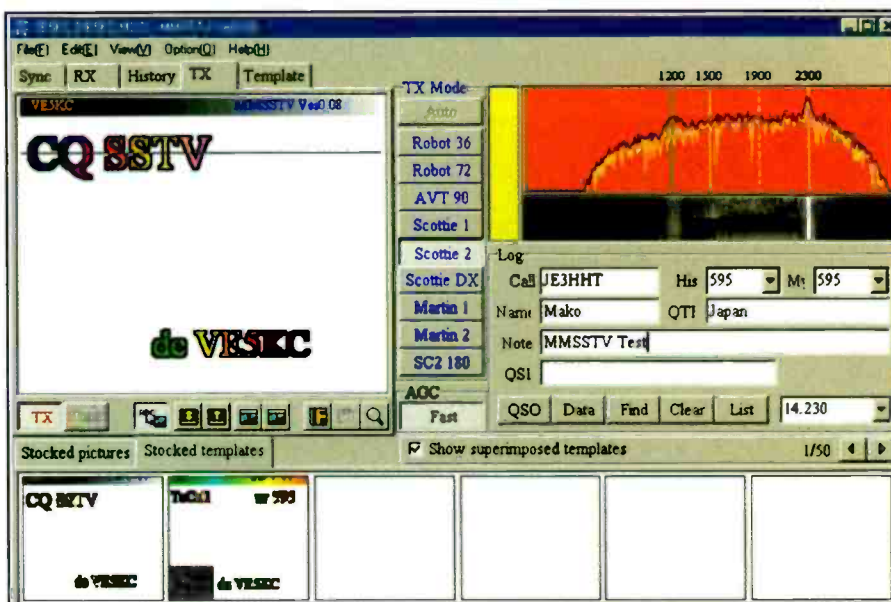 File(F) Edit(E) View(V) Option(O) Help(H)
Sync RX History TX Template
VE5KC MMSSTV Ver0.08
CQ SSTV
de VE5KC
TX
TX Mode
Auto
Robot 36
Robot 72
AVT 90
Scottie 1
Scottie 2
Scottie DX
Martin 1
Martin 2
SC2 180
AGC
Fast
1200 1500 1900 2300
Log
Call JE3HHT His 595 My 595
Name Mako QTH Japan
Note MMSSTV Test
QSL
QSO Data Find Clear List 14.230
Stocked pictures Stocked templates
Show superimposed templates 1/50
CQ SSTV
de VE5KC
ur 595
de VE5KC